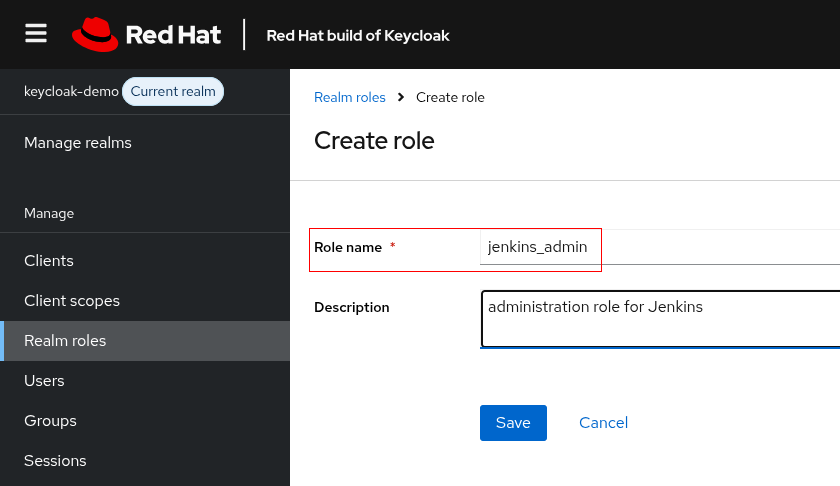 Red Hat
Red Hat build of Keycloak
keycloak-demo Current realm
Manage realms
Manage
Clients
Client scopes
Realm roles
Users
Groups
Sessions
Realm roles > Create role
Create role
Role name * jenkins_admin
Description administration role for Jenkins
Save Cancel